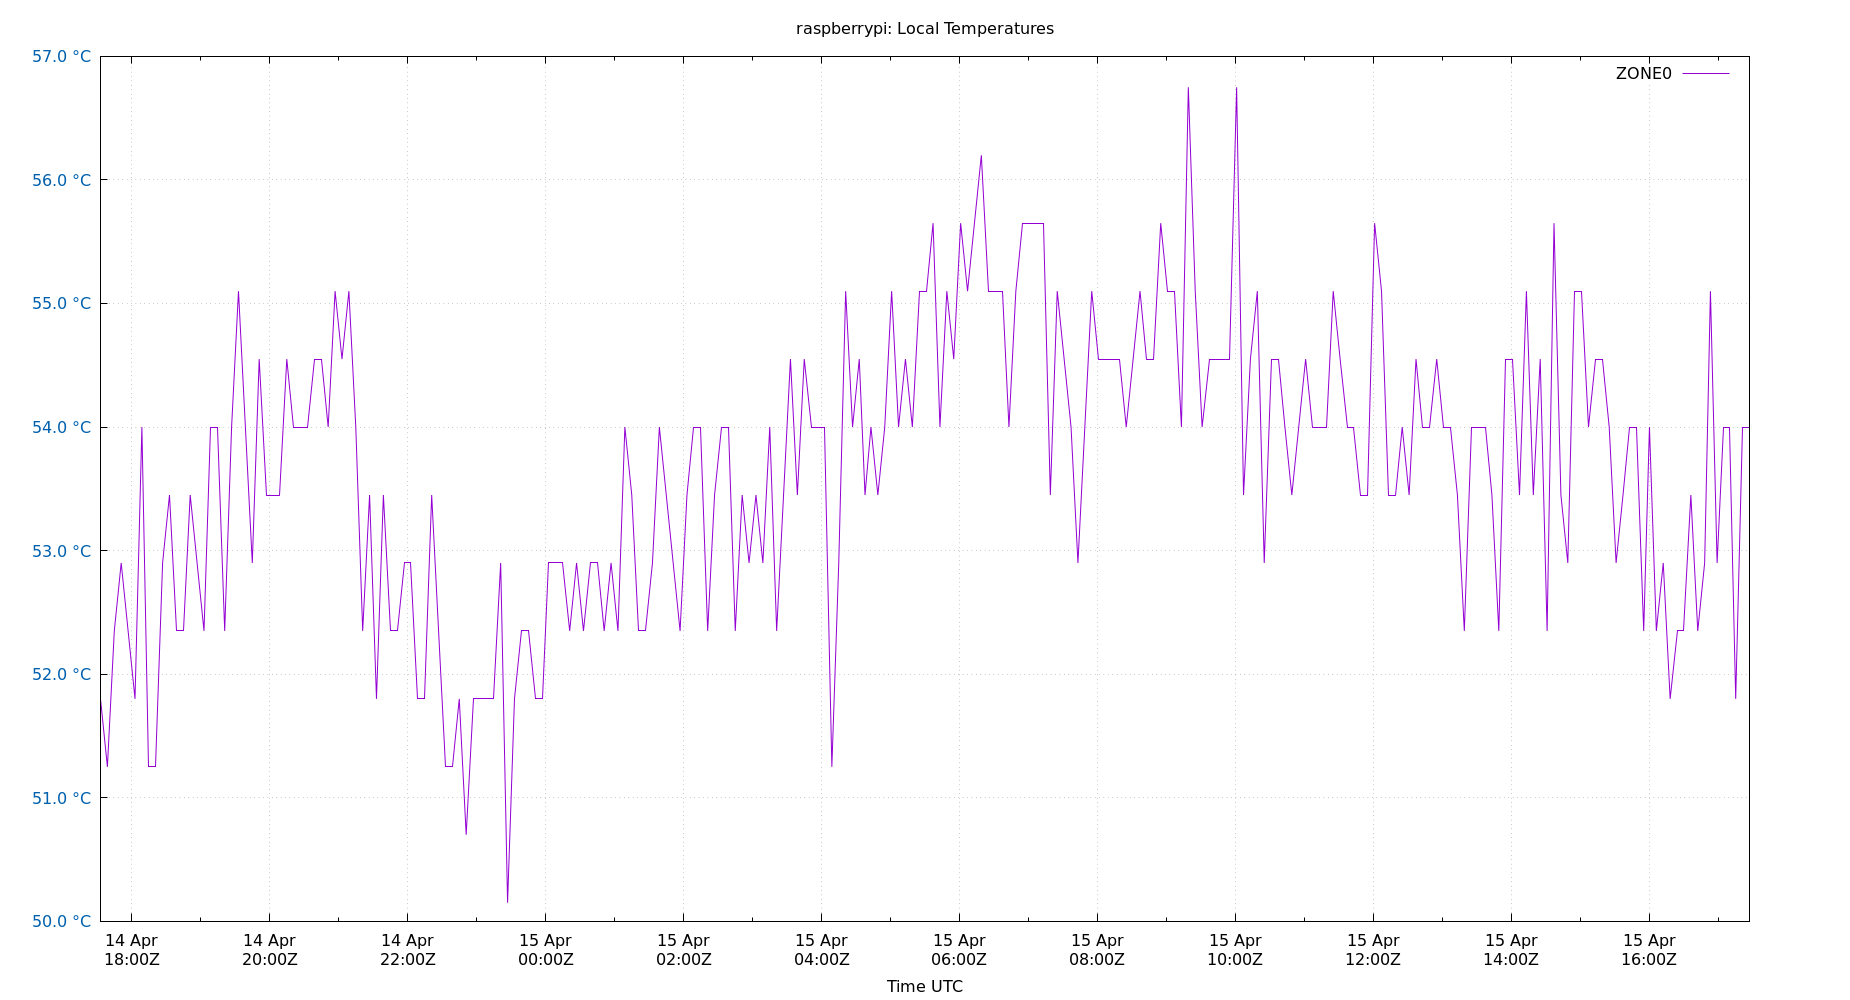 raspberrypi: Local Temperatures
57.0 °C
ZONE0
56.0 °C
55.0 °C
54.0 °C
53.0 °C
52.0 °C
51.0 °C
50.0 °C
14 Apr 14 Apr 14 Apr 15 Apr 15 Apr 15 Apr 15 Apr 15 Apr 15 Apr 15 Apr 15 Apr 15 Apr
18:00Z 20:00Z 22:00Z 00:00Z 02:00Z 04:00Z 06:00Z 08:00Z 10:00Z 12:00Z 14:00Z 16:00Z
Time UTC